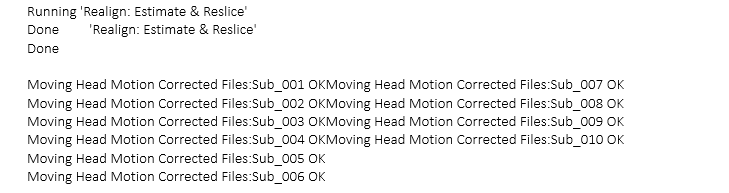 Running 'Realign: Estimate & Reslice'
Done 'Realign: Estimate & Reslice'
Done
Moving Head Motion Corrected Files:Sub_001 OKMoving Head Motion Corrected Files:Sub_007 OK
Moving Head Motion Corrected Files:Sub_002 OKMoving Head Motion Corrected Files:Sub_008 OK
Moving Head Motion Corrected Files:Sub_003 OKMoving Head Motion Corrected Files:Sub_009 OK
Moving Head Motion Corrected Files:Sub_004 OKMoving Head Motion Corrected Files:Sub_010 OK
Moving Head Motion Corrected Files:Sub_005 OK
Moving Head Motion Corrected Files:Sub_006 OK